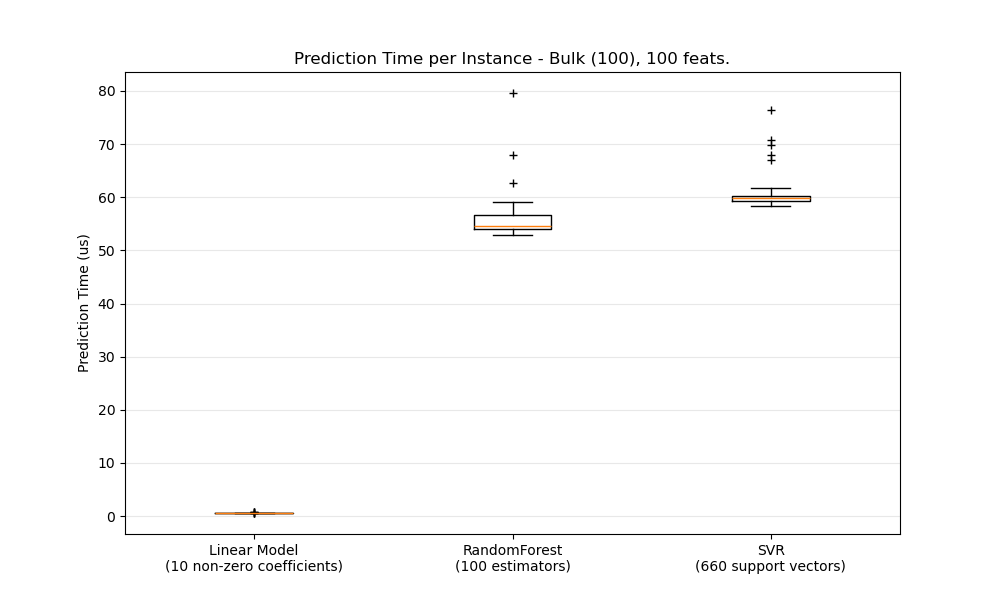 Prediction Time per Instance - Bulk (100), 100 feats.
Prediction Time (us)
80
70
60
50
40
30
20
10
0
Linear Model
(10 non-zero coefficients)
RandomForest
(100 estimators)
SVR
(660 support vectors)